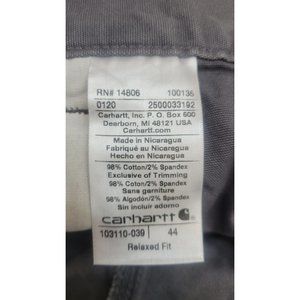 RN# 14806 100135
0120 2500033192
Carhartt, Inc. P.O. Box 600
Dearborn, MI 48121 USA
Carhartt.com
Made in Nicaragua
Fabriqué au Nicaragua
Hecho en Nicaragua
98% Cotton/2% Spandex
Exclusive of Trimming
98% Coton/2% Spandex
Sans garniture
98% Algodón/2% Spandex
Sin incluir adorno
carhartt
103110-039 44
Relaxed Fit